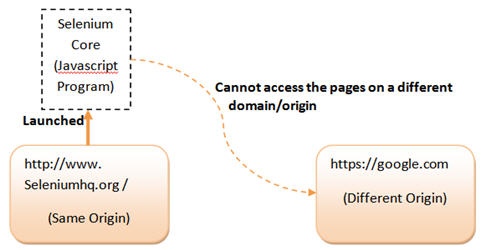 Selenium
Core
(Javascript
Program)
Cannot access the pages on a different
domain/origin
Launched
http://www.
Seleniumhq.org /
(Same Origin)
https://google.com
(Different Origin)